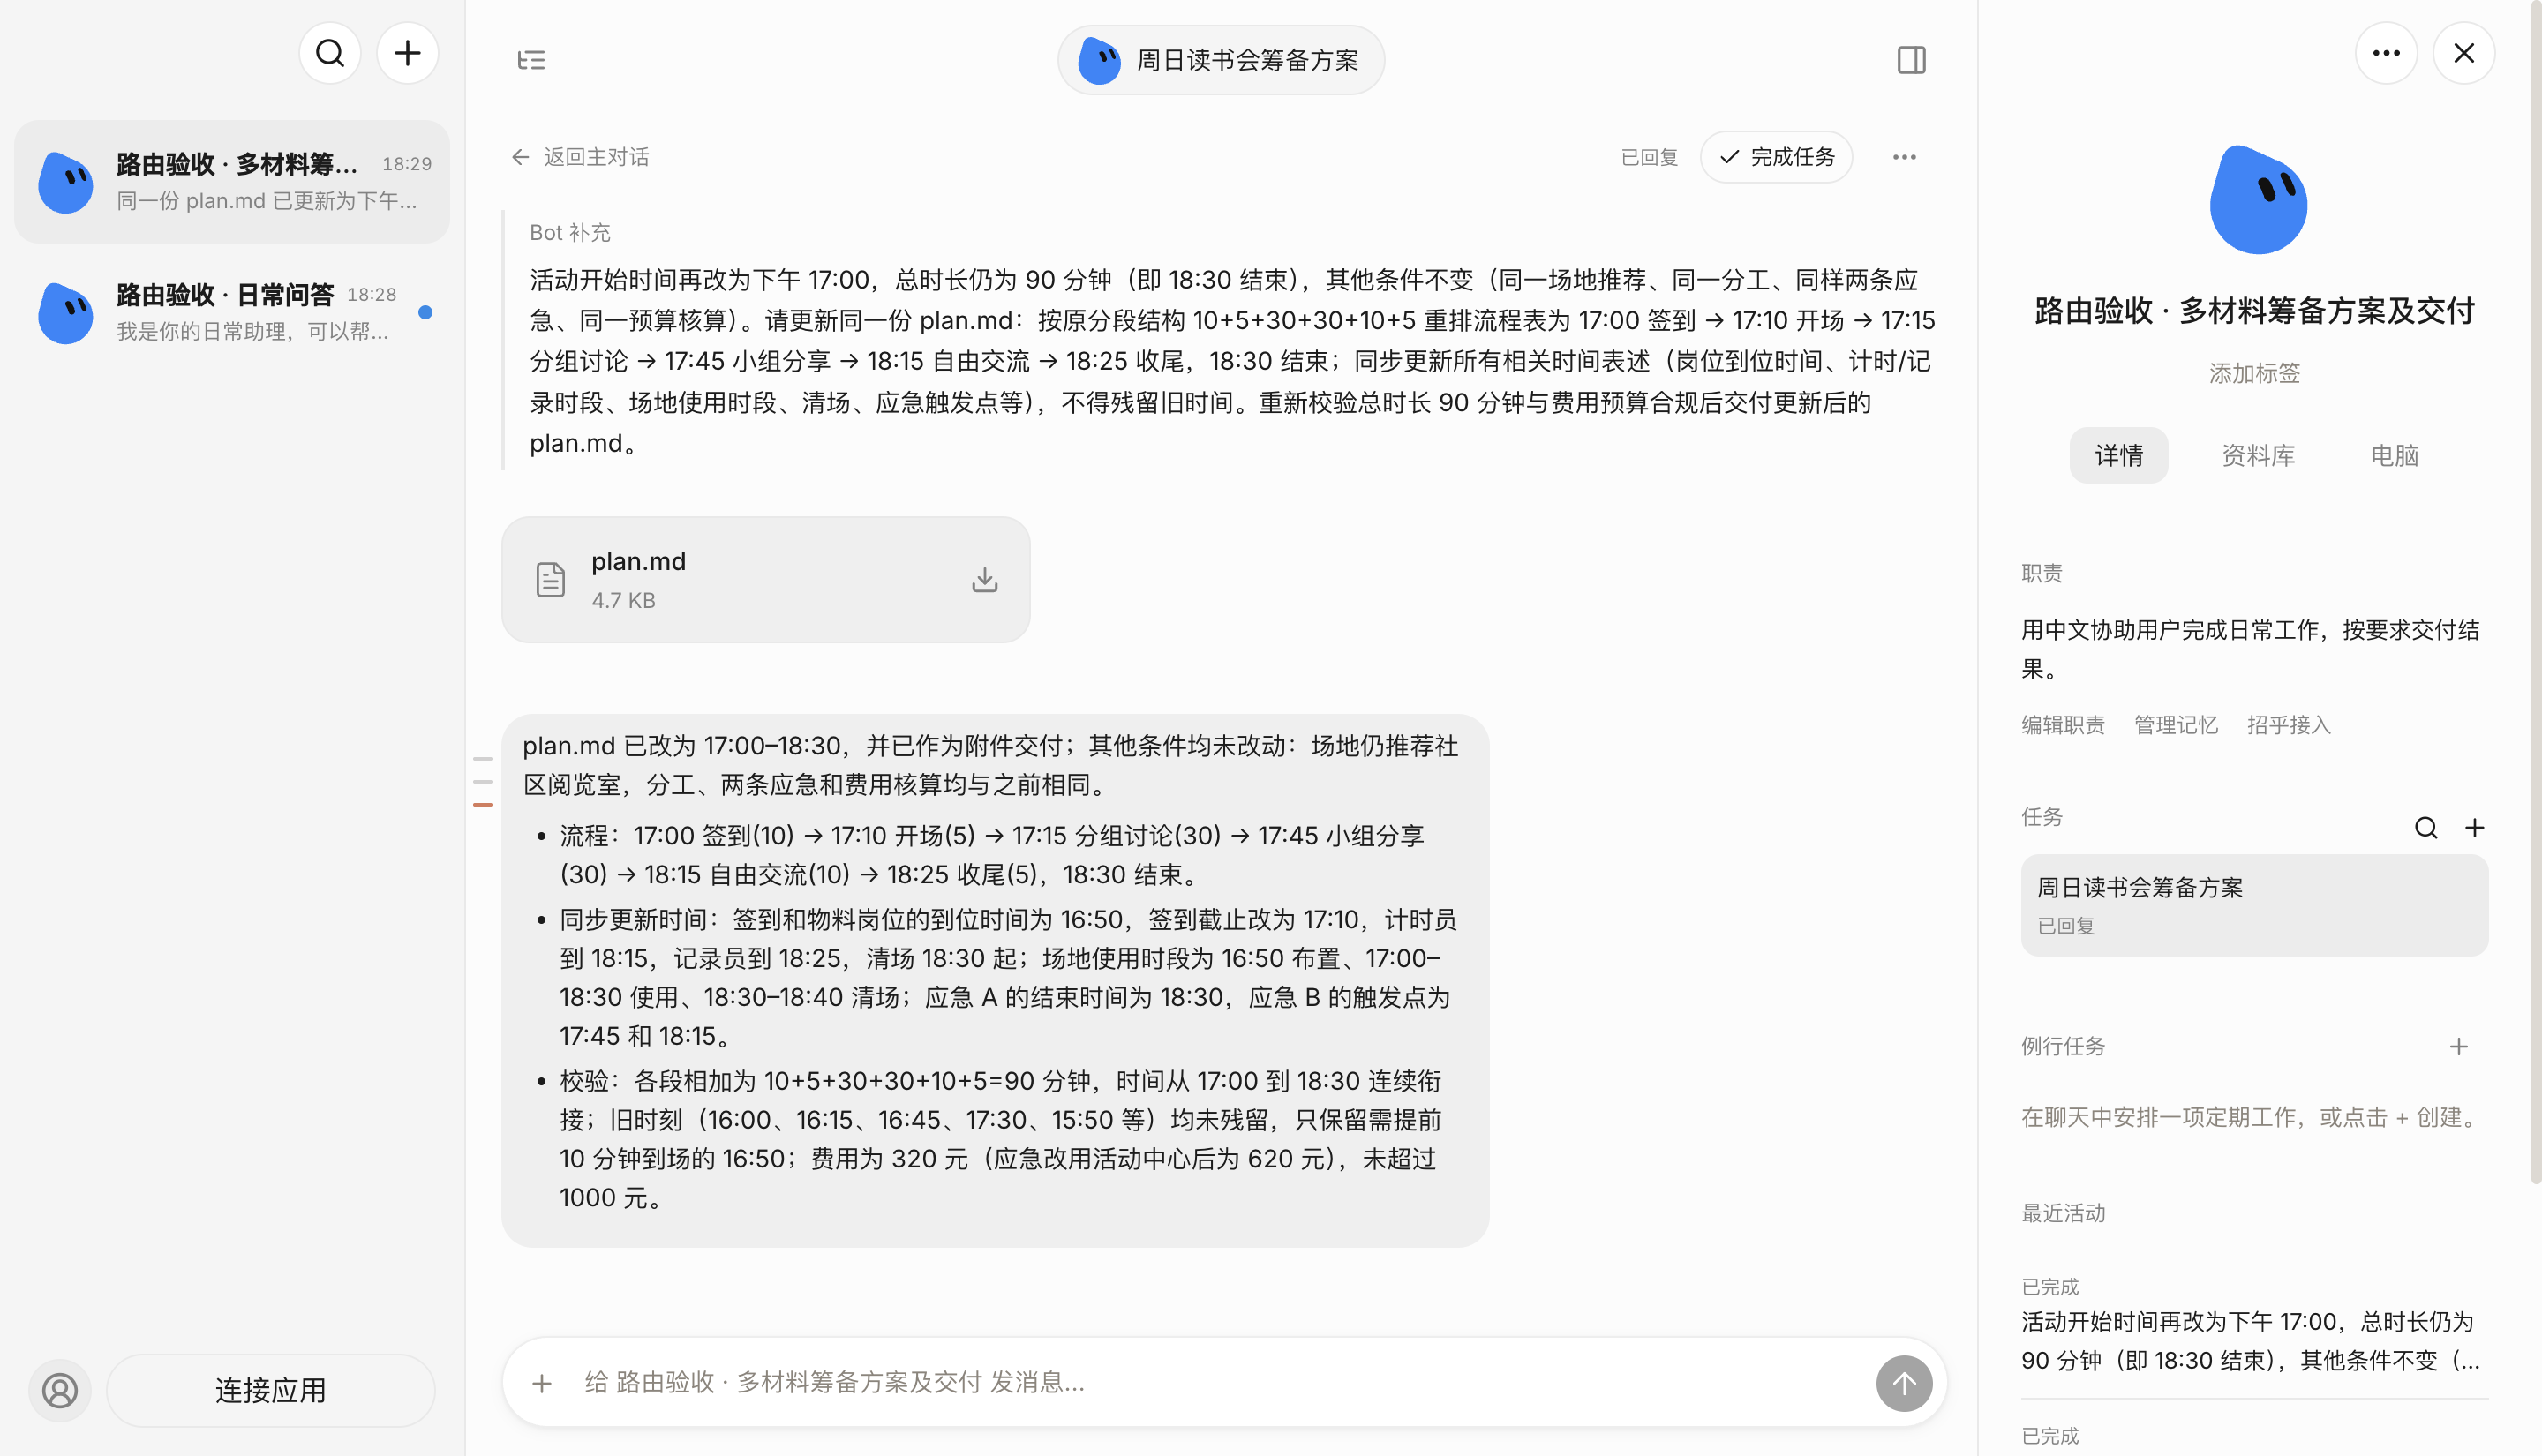 路由验收 · 多材料筹... 18:29
同一份 plan.md 已更新为下午...
路由验收 · 日常问答 18:28
我是你的日常助理，可以帮...
连接应用
周日读书会筹备方案
返回主对话
已回复
完成任务
Bot 补充
活动开始时间再改为下午 17:00，总时长仍为 90 分钟（即 18:30 结束），其他条件不变（同一场地推荐、同一分工、同样两条应
急、同一预算核算）。请更新同一份 plan.md：按原分段结构 10+5+30+30+10+5 重排流程表为 17:00 签到 → 17:10 开场 → 17:15
分组讨论 → 17:45 小组分享 → 18:15 自由交流 → 18:25 收尾，18:30 结束；同步更新所有相关时间表述（岗位到位时间、计时/记
录时段、场地使用时段、清场、应急触发点等），不得残留旧时间。重新校验总时长 90 分钟与费用预算合规后交付更新后的
plan.md。
plan.md
4.7 KB
plan.md 已改为 17:00–18:30，并已作为附件交付；其他条件均未改动：场地仍推荐社
区阅览室，分工、两条应急和费用核算均与之前相同。
• 流程：17:00 签到(10) → 17:10 开场(5) → 17:15 分组讨论(30) → 17:45 小组分享
(30) → 18:15 自由交流(10) → 18:25 收尾(5)，18:30 结束。
• 同步更新时间：签到和物料岗位的到位时间为 16:50，签到截止改为 17:10，计时员
到 18:15，记录员到 18:25，清场 18:30 起；场地使用时段为 16:50 布置、17:00–
18:30 使用、18:30–18:40 清场；应急 A 的结束时间为 18:30，应急 B 的触发点为
17:45 和 18:15。
• 校验：各段相加为 10+5+30+30+10+5=90 分钟，时间从 17:00 到 18:30 连续衔
接；旧时刻（16:00、16:15、16:45、17:30、15:50 等）均未残留，只保留需提前
10 分钟到场的 16:50；费用为 320 元（应急改用活动中心后为 620 元），未超过
1000 元。
给 路由验收 · 多材料筹备方案及交付 发消息...
路由验收 · 多材料筹备方案及交付
添加标签
详情 资料库 电脑
职责
用中文协助用户完成日常工作，按要求交付结
果。
编辑职责 管理记忆 招乎接入
任务
周日读书会筹备方案
已回复
例行任务
在聊天中安排一项定期工作，或点击 + 创建。
最近活动
已完成
活动开始时间再改为下午 17:00，总时长仍为
90 分钟（即 18:30 结束），其他条件不变（...
已完成